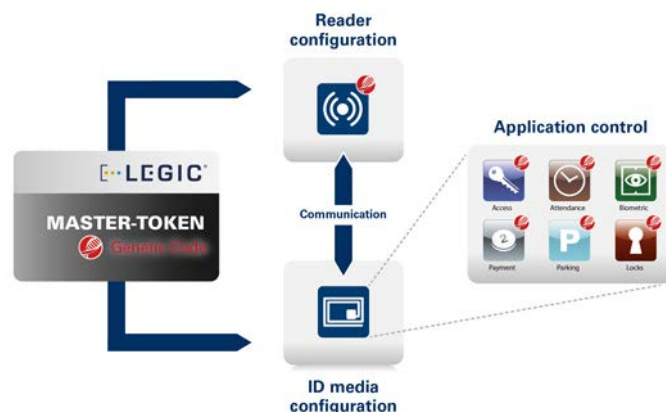 Reader
configuration
LEGIC®
MASTER-TOKEN
Genetic Code
Communication
Application control
Access
Attendance
Biometric
2
Payment
P
Parking
Locks
ID media
configuration